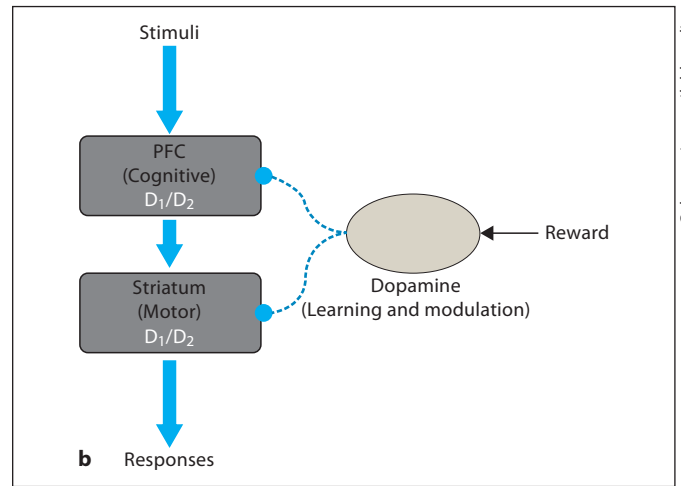 Stimuli
PFC
(Cognitive)
D₁/D₂
Striatum
(Motor)
D₁/D₂
Dopamine
(Learning and modulation)
Reward
b Responses